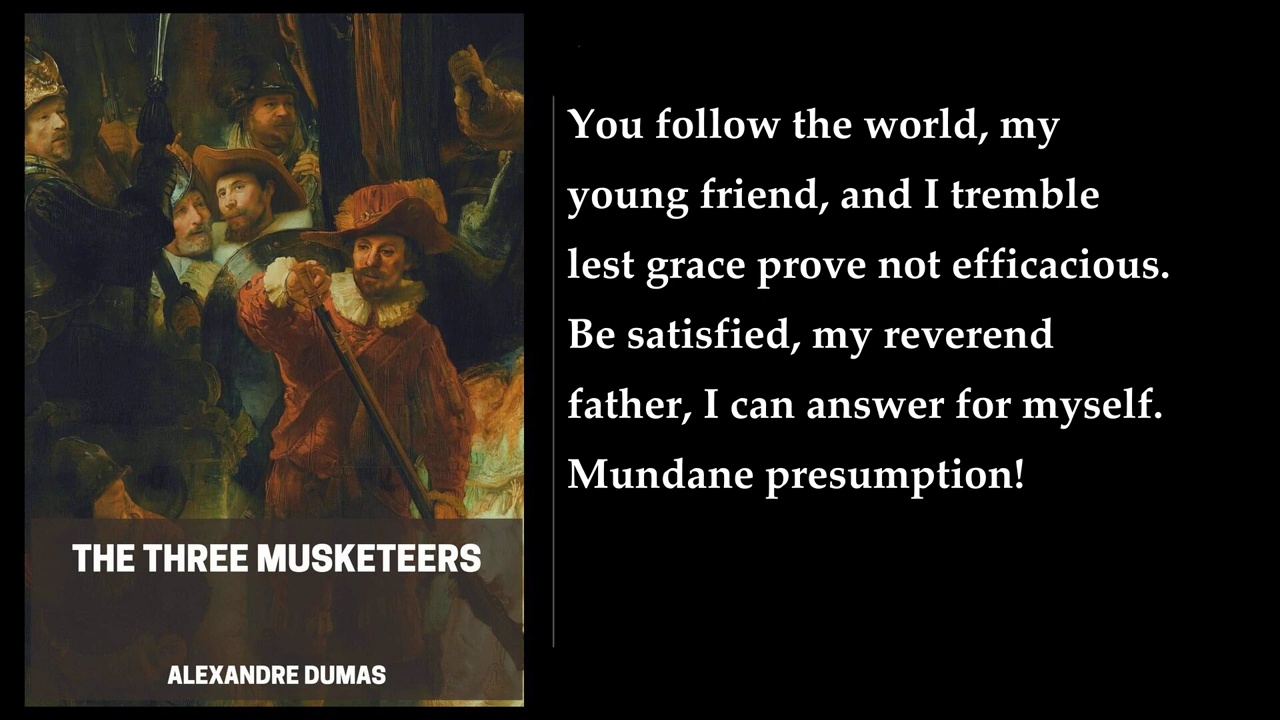 THE THREE MUSKETEERS
ALEXANDRE DUMAS
You follow the world, my
young friend, and I tremble
lest grace prove not efficacious.
Be satisfied, my reverend
father, I can answer for myself.
Mundane presumption!